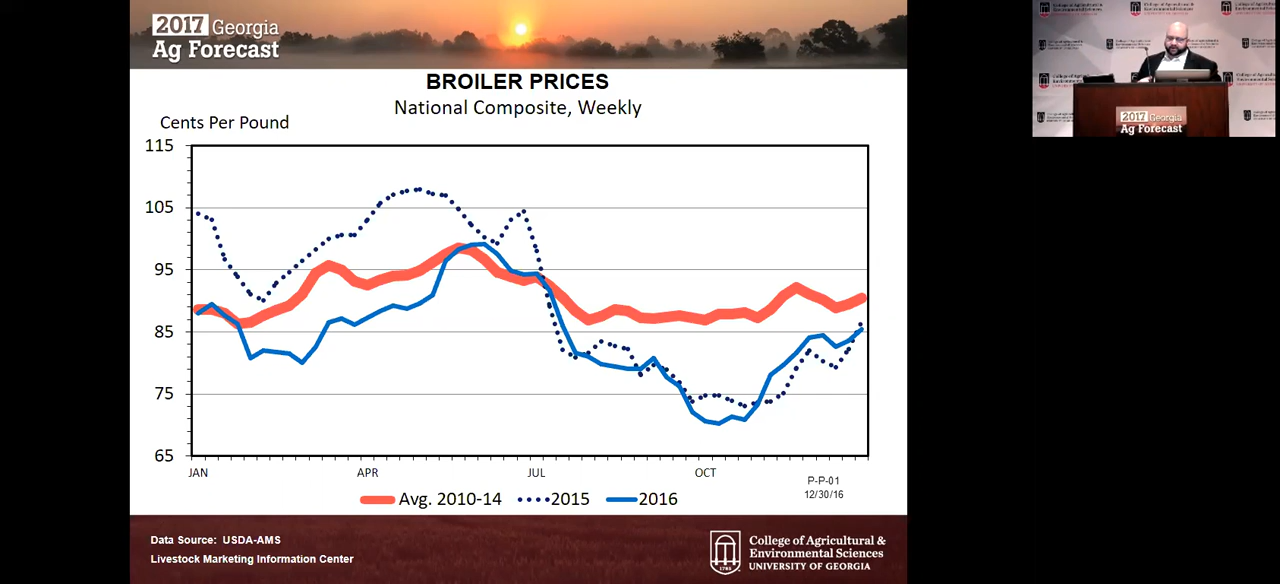 2017 Georgia
Ag Forecast
BROILER PRICES
National Composite, Weekly
Cents Per Pound
115
105
95
85
75
65
JAN
APR
JUL
OCT
P-P-01
12/30/16
Avg. 2010-14
2015
2016
Data Source: USDA-AMS
Livestock Marketing Information Center
1785
College of Agricultural &
Environmental Sciences
UNIVERSITY OF GEORGIA
2017 Georgia
Ag Forecast